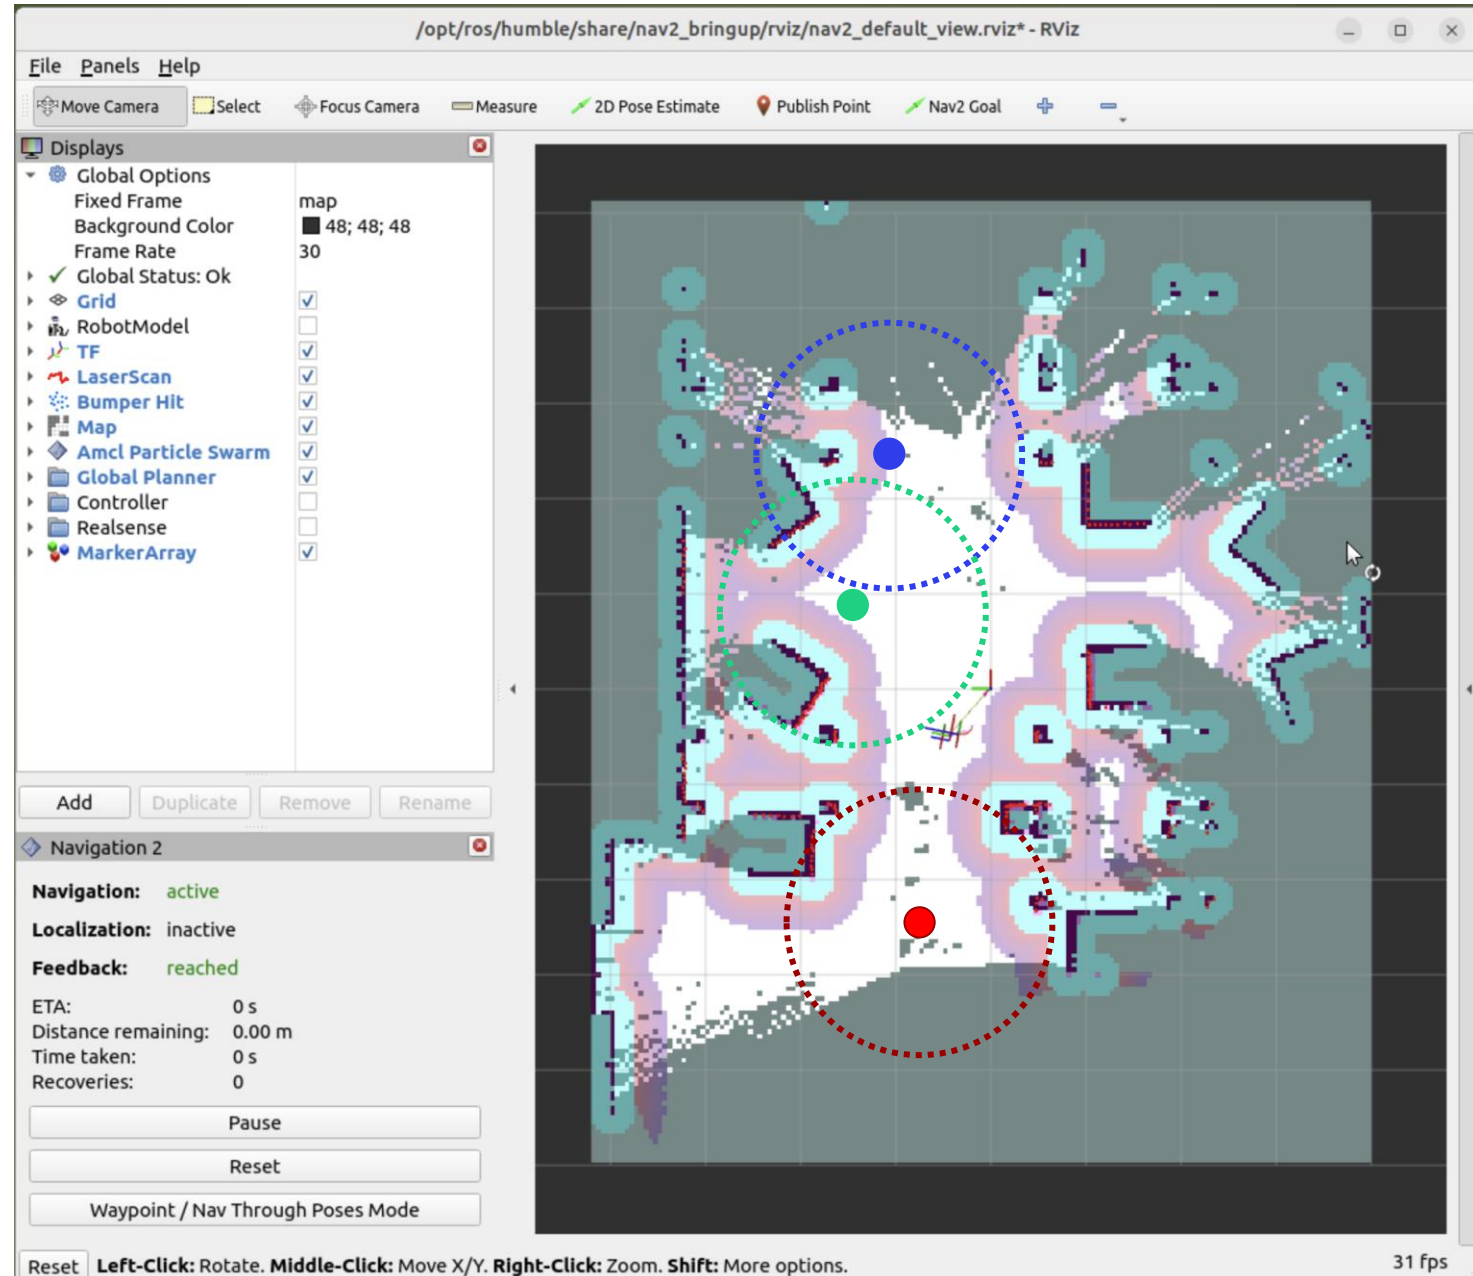 /opt/ros/humble/share/nav2_bringup/rviz/nav2_default_view.rviz* - RViz
File Panels Help
Move Camera Select Focus Camera Measure 2D Pose Estimate Publish Point Nav2 Goal
Displays
Global Options
Fixed Frame map
Background Color 48; 48; 48
Frame Rate 30
Global Status: Ok
Grid
RobotModel
TF
LaserScan
Bumper Hit
Map
Amcl Particle Swarm
Global Planner
Controller
Realsense
MarkerArray
Add Duplicate Remove Rename
Navigation 2
Navigation: active
Localization: inactive
Feedback: reached
ETA: 0 s
Distance remaining: 0.00 m
Time taken: 0 s
Recoveries: 0
Pause
Reset
Waypoint / Nav Through Poses Mode
Reset Left-Click: Rotate. Middle-Click: Move X/Y. Right-Click: Zoom. Shift: More options. 31 fps